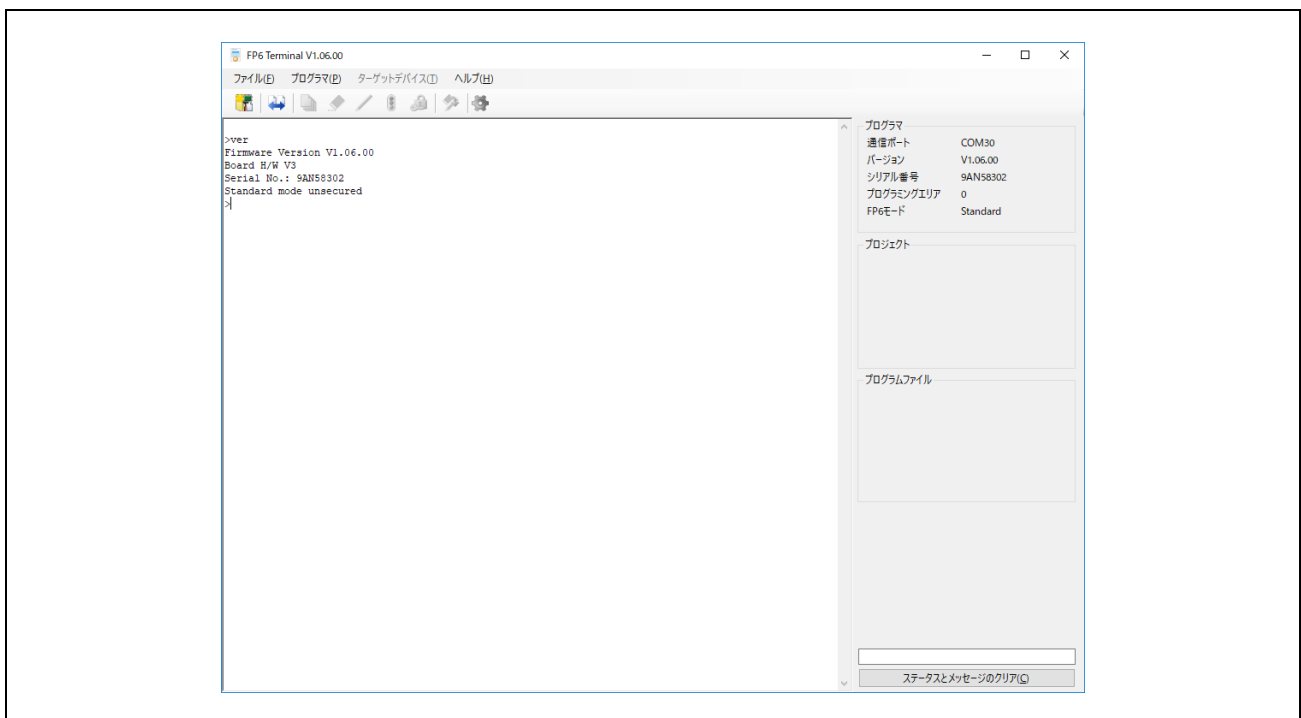 FP6 Terminal V1.06.00
ファイル(F) プログラマ(P) ターゲットデバイス(T) ヘルプ(H)
>ver
Firmware Version V1.06.00
Board H/W V3
Serial No.: 9AN58302
Standard mode unsecured
>
プログラマ
通信ポート COM30
バージョン V1.06.00
シリアル番号 9AN58302
プログラミングエリア 0
FP6モード Standard
プロジェクト
プログラムファイル
ステータスとメッセージのクリア(C)